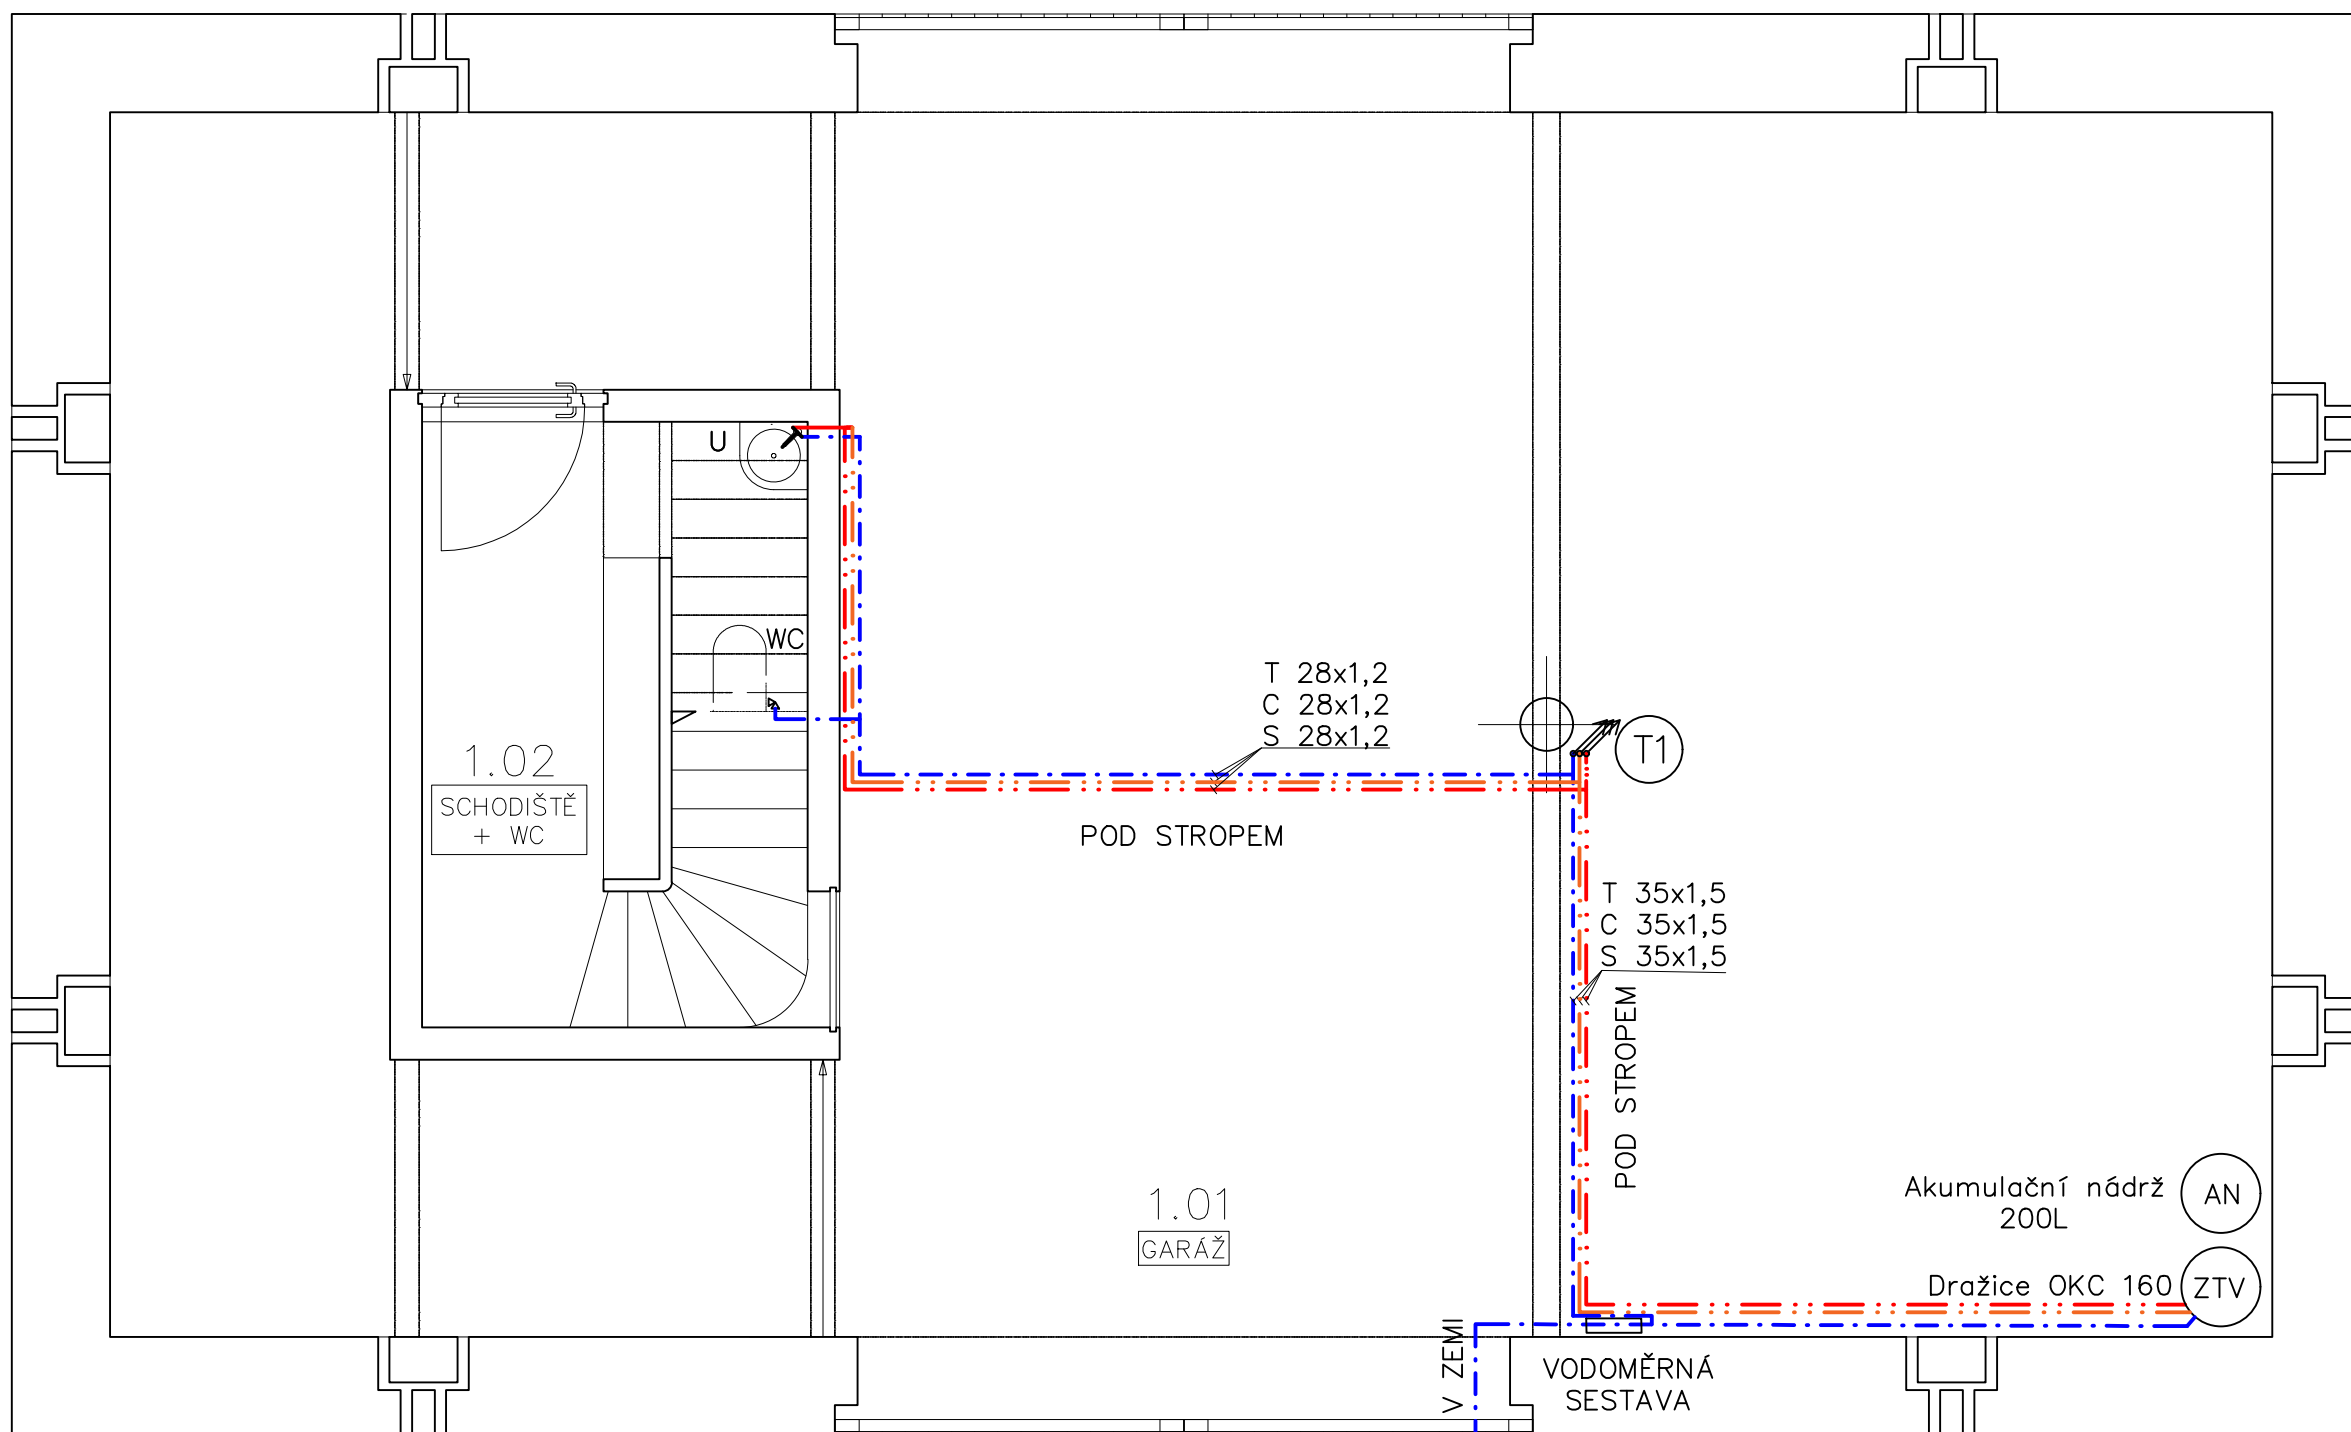 U
WC
T 28x1,2
C 28x1,2
S 28x1,2
T1
1.02
SCHODIŠTĚ
+ WC
POD STROPEM
T 35x1,5
C 35x1,5
S 35x1,5
POD STROPEM
1.01
GARÁŽ
Akumulační nádrž
200L
AN
Dražice OKC 160
ZTV
V ZEMI
VODOMĚRNÁ
SESTAVA